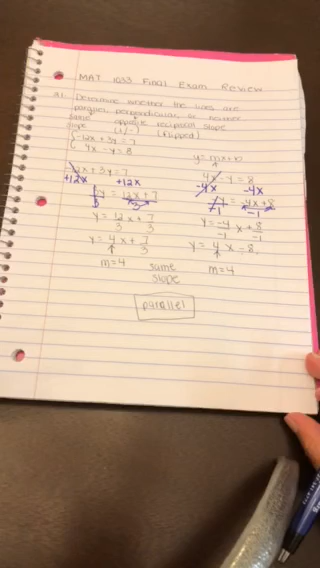 MAT 1033 Final Exam Review
#1. Determine whether the lines are
parallel, perpendicular, or neither
same slope
opposite reciprocal slope
(+/-) (flipped)
{-12x + 3y = 7
{4x - y = 8
y = mx + b
-12x + 3y = 7
+12x +12x
3y = 12x + 7
3 3
y = 12x + 7
3 3
y = 4x + 7
3
m = 4
4x - y = 8
-4x -4x
-y = -4x + 8
-1 -1
y = -4 x + 8
-1 -1
y = 4x - 8
m = 4
same
slope
parallel